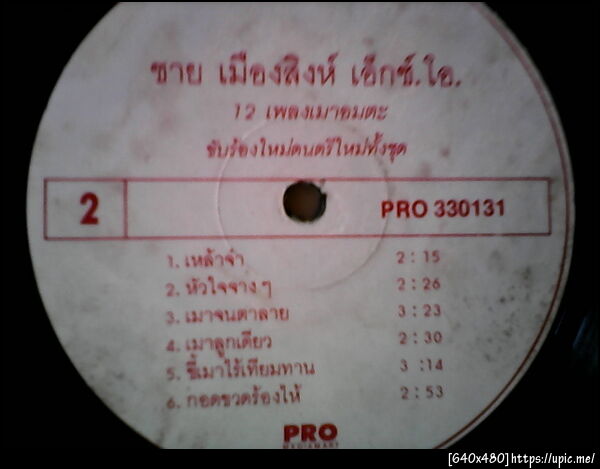 ชาย เมืองสิงห์ เอ็กซ์.โอ.
12 เพลงเมาอมตะ
ขับร้องใหม่ดนตรีใหม่ทั้งชุด
2 PRO 330131
1. เหล้าจ๋า 2 : 15
2. หัวใจจางๆ 2 : 26
3. เมาจนตาลาย 3 : 23
4. เมาลูกเดียว 2 : 30
5. ขี้เมาไร้เทียมทาน 3 :14
6. กอดขวดร้องไห้ 2 : 53
PRO
MEDIAMART
[640x480]https://upic.me/